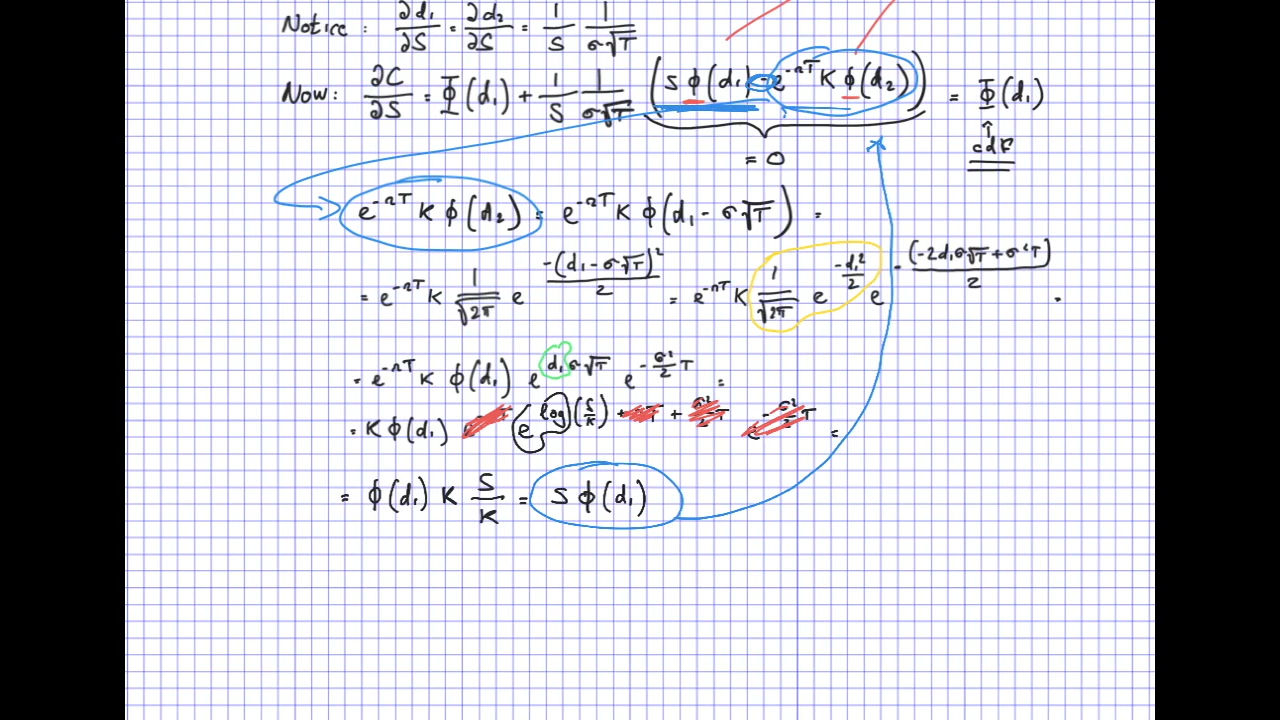 Notice: ∂d₁/∂S = ∂d₂/∂S = 1/S 1/(σ√T)
Now: ∂C/∂S = Φ(d₁) + 1/S 1/(σ√T) (S ϕ(d₁) - e^(-rT) K ϕ(d₂)) = Φ(d₁)
= 0
cdf
e^(-rT) K ϕ(d₂) = e^(-rT) K ϕ(d₁ - σ√T) =
= e^(-rT) K 1/√(2π) e^(-(d₁ - σ√T)²/2) = e^(-rT) K 1/√(2π) e^(-d₁²/2) e^(-(-2d₁σ√T + σ²T)/2) =
= e^(-rT) K ϕ(d₁) e^(d₁σ√T) e^(-σ²/2 T) =
= K ϕ(d₁) e^(log(S/K) + + σ²/2 T) e^(-σ²/2 T) =
= ϕ(d₁) K S/K = S ϕ(d₁)